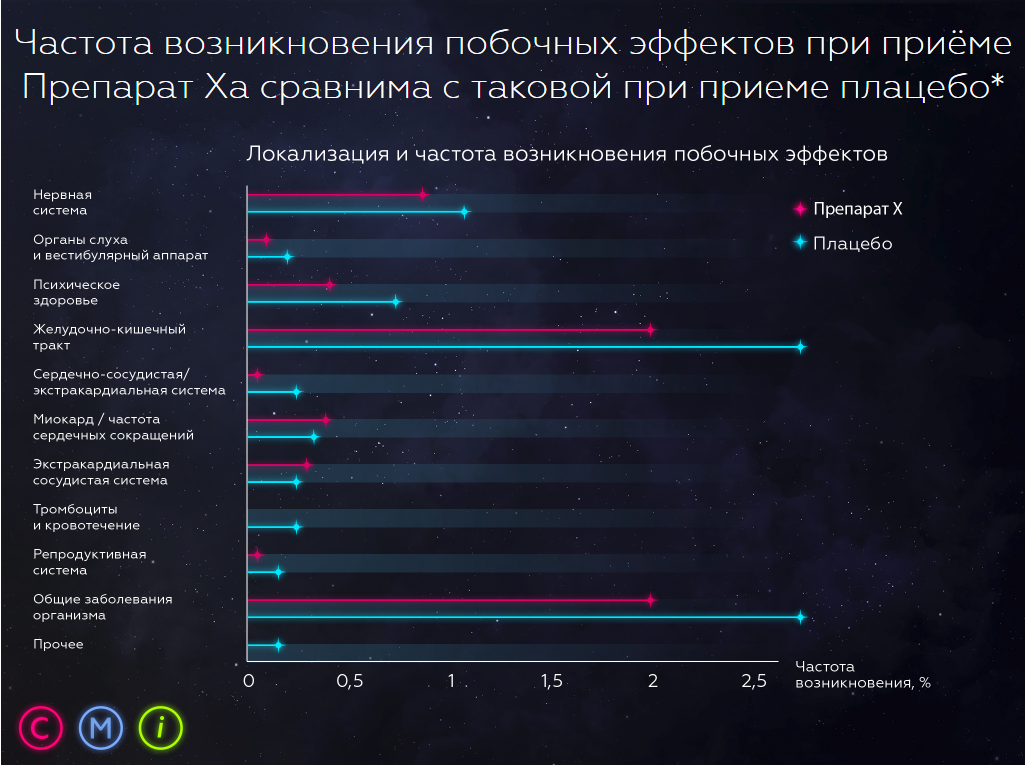 Частота возникновения побочных эффектов при приёме
Препарат Xа сравнима с таковой при приеме плацебо*
Локализация и частота возникновения побочных эффектов
Нервная
система
Препарат X
Плацебо
Органы слуха
и вестибулярный аппарат
Психическое
здоровье
Желудочно-кишечный
тракт
Сердечно-сосудистая/
экстракардиальная система
Миокард / частота
сердечных сокращений
Экстракардиальная
сосудистая система
Тромбоциты
и кровотечение
Репродуктивная
система
Общие заболевания
организма
Прочее
0 0,5 1 1,5 2 2,5
Частота
возникновения, %
C M i